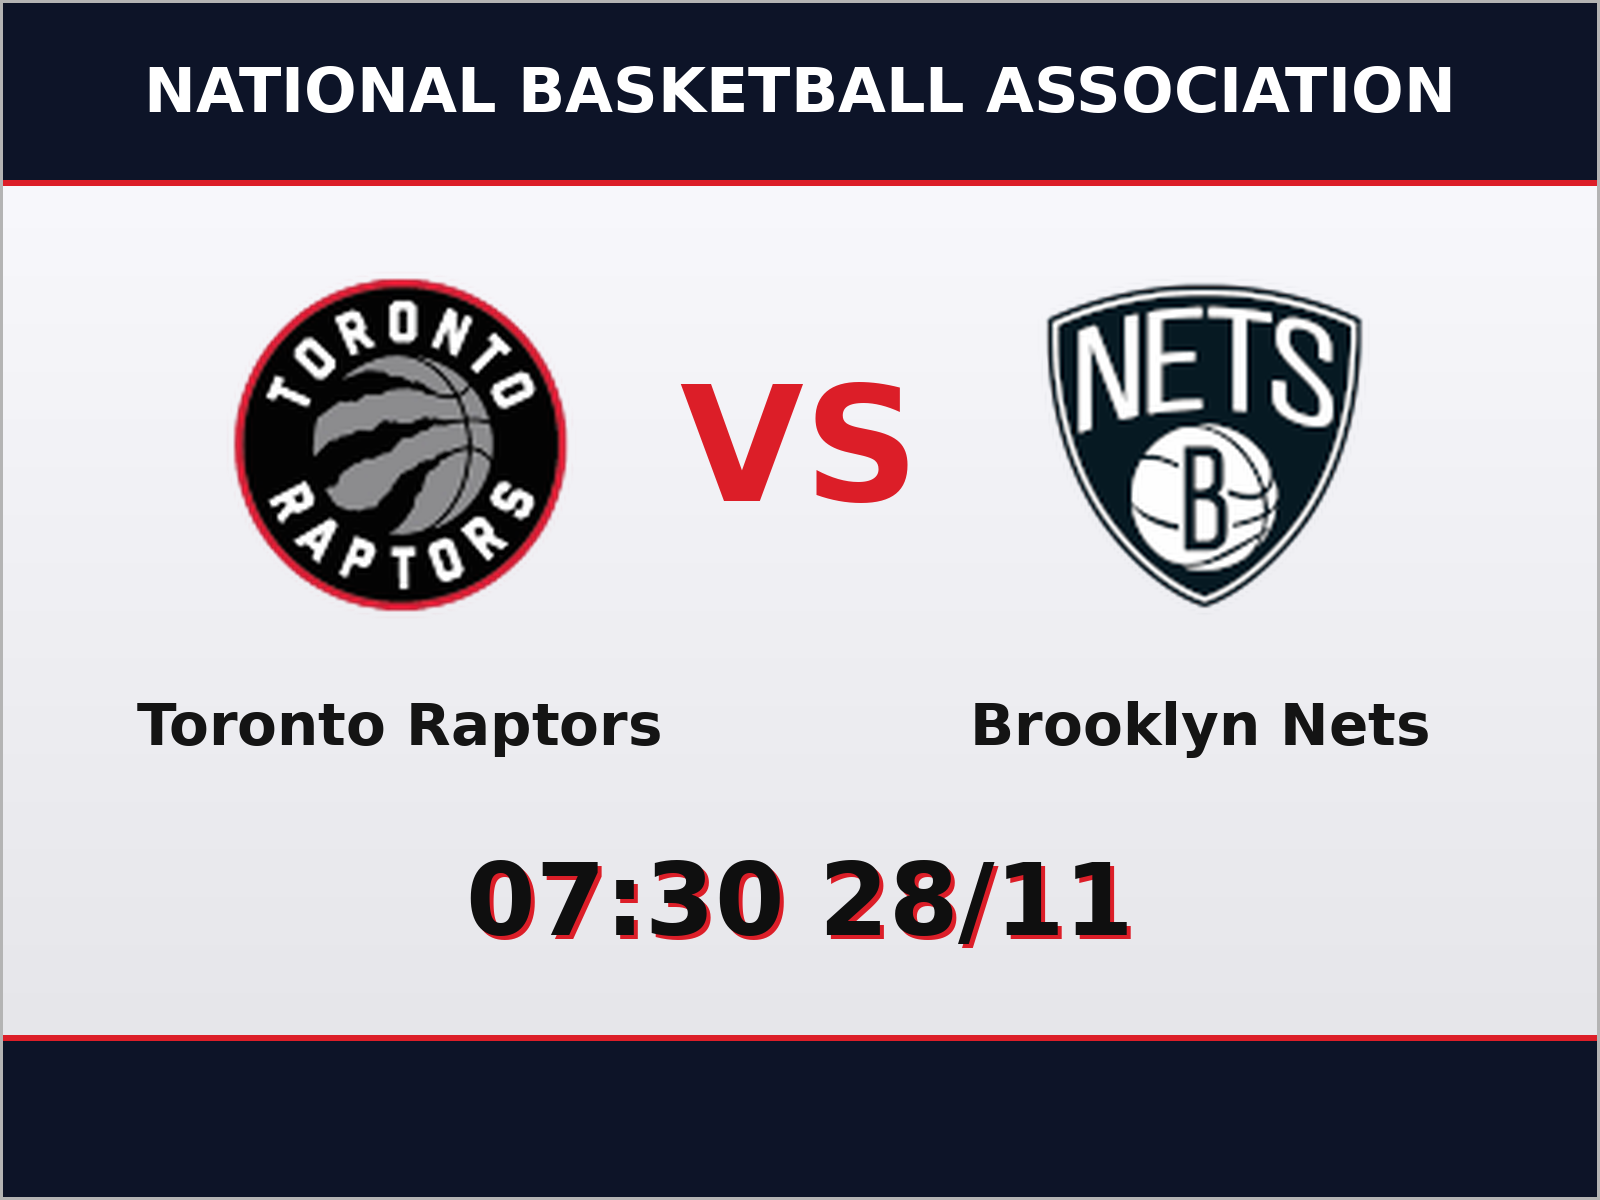 NATIONAL BASKETBALL ASSOCIATION
TORONTO
RAPTORS
VS
NETS
B
Toronto Raptors
Brooklyn Nets
07:30 28/11